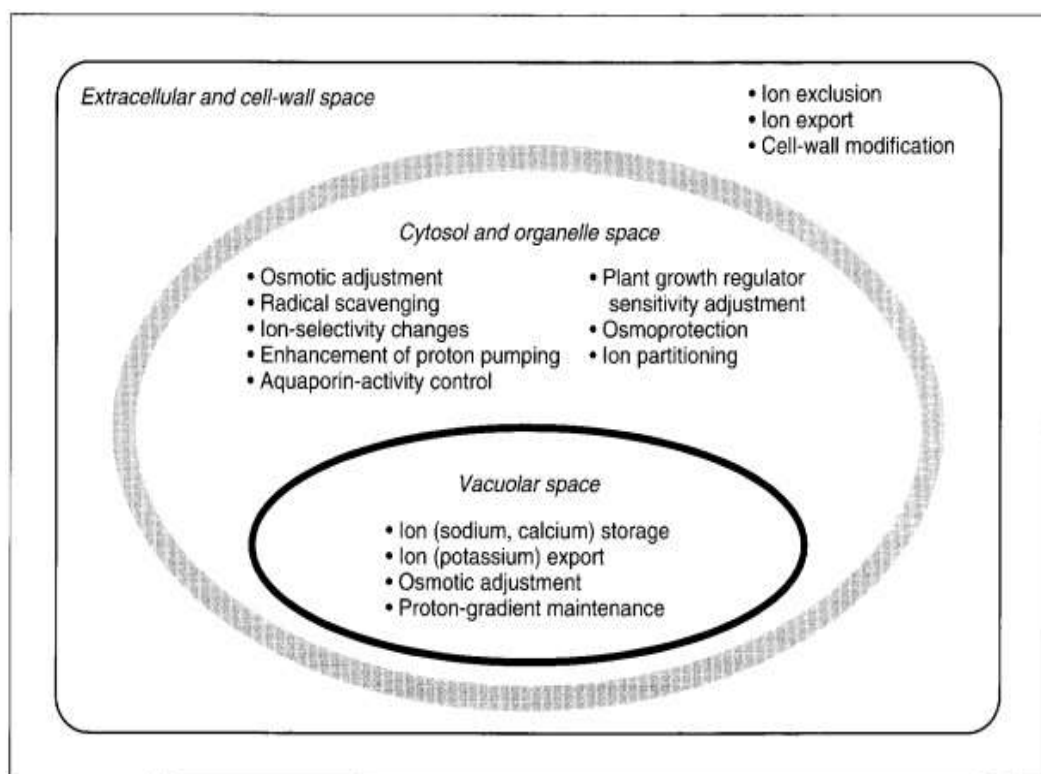 Extracellular and cell-wall space
• Ion exclusion
• Ion export
• Cell-wall modification
Cytosol and organelle space
• Osmotic adjustment
• Radical scavenging
• Ion-selectivity changes
• Enhancement of proton pumping
• Aquaporin-activity control
• Plant growth regulator
sensitivity adjustment
• Osmoprotection
• Ion partitioning
Vacuolar space
• Ion (sodium, calcium) storage
• Ion (potassium) export
• Osmotic adjustment
• Proton-gradient maintenance